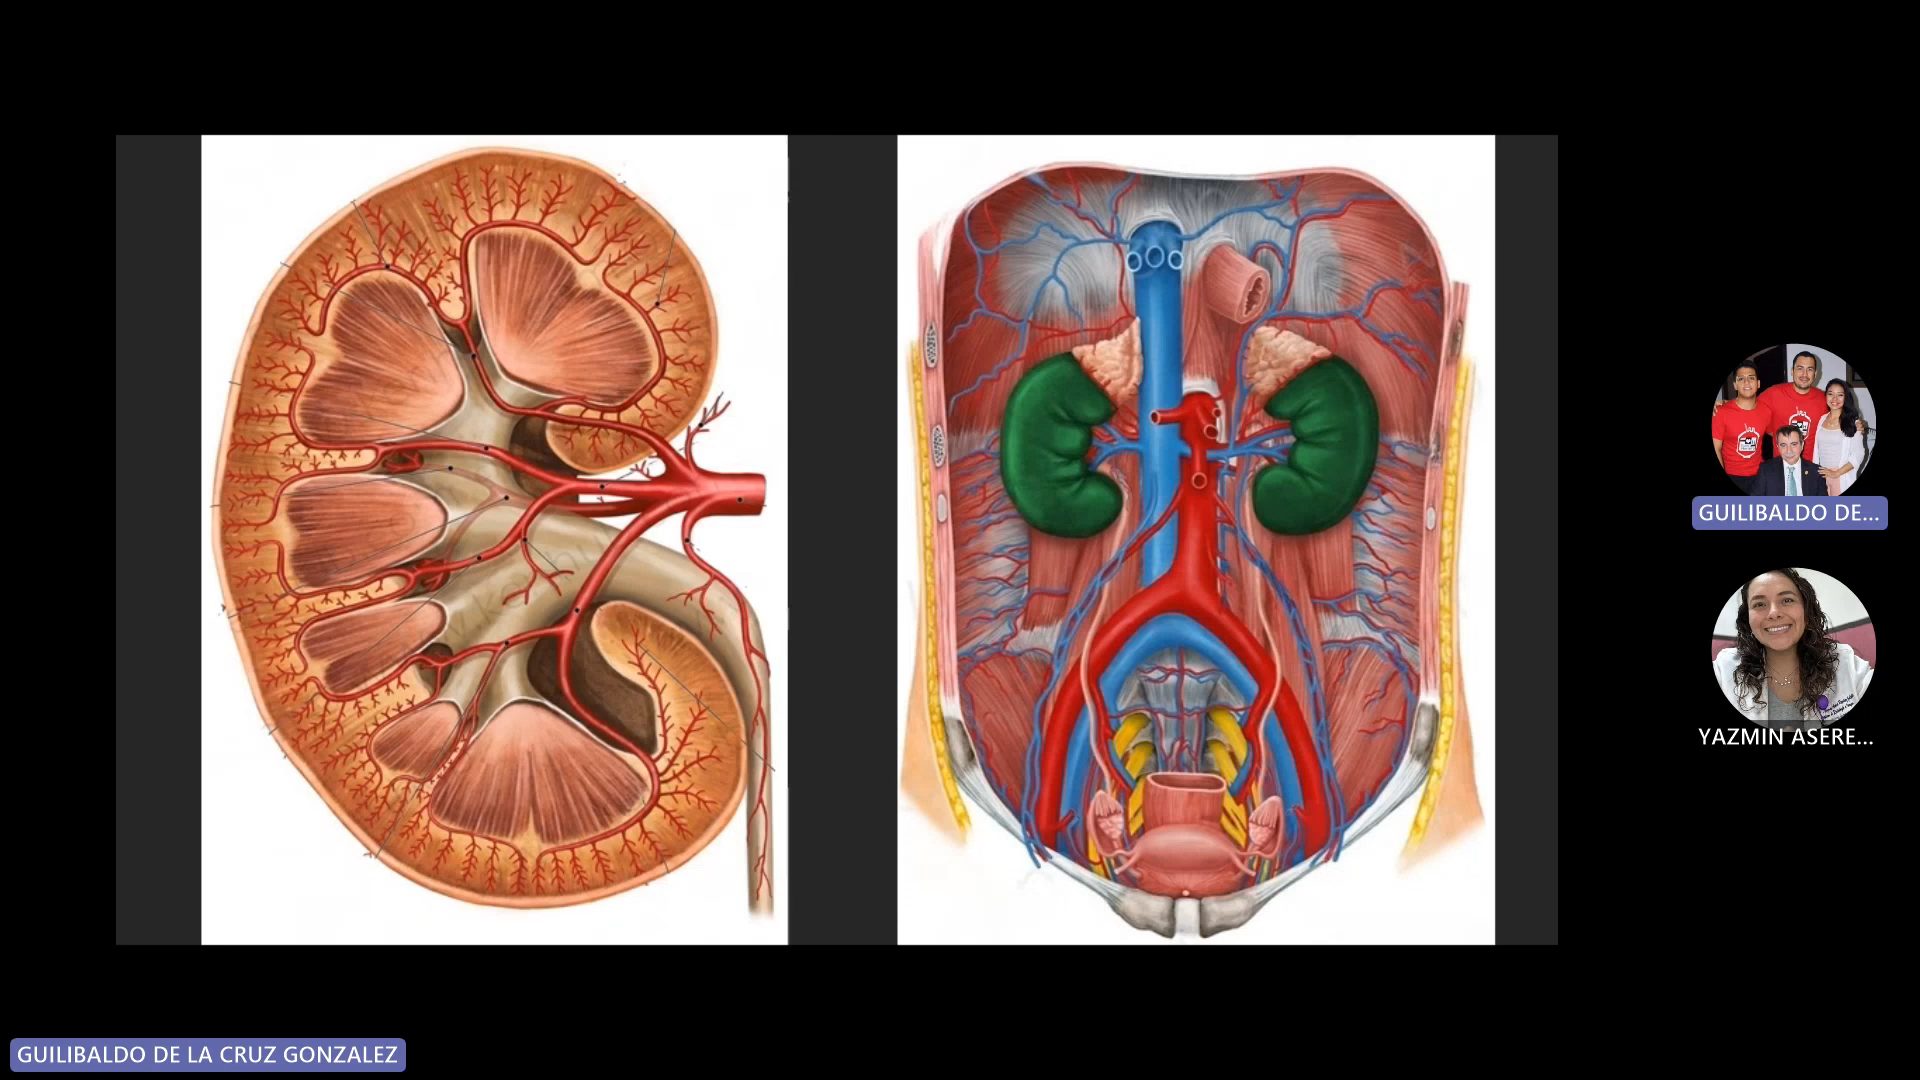 GUILIBALDO DE...
YAZMIN ASERE...
GUILIBALDO DE LA CRUZ GONZALEZ